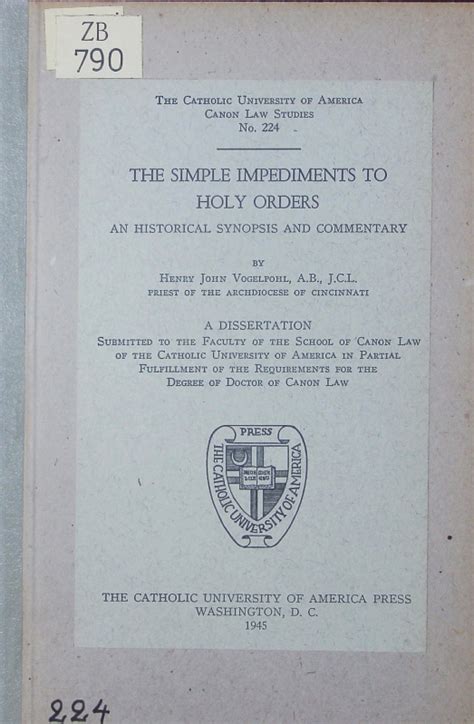 ZB
790
THE CATHOLIC UNIVERSITY OF AMERICA
CANON LAW STUDIES
No. 224
THE SIMPLE IMPEDIMENTS TO
HOLY ORDERS
AN HISTORICAL SYNOPSIS AND COMMENTARY
BY
HENRY JOHN VOGELPOHL, A.B., J.C.L.
PRIEST OF THE ARCHDIOCESE OF CINCINNATI
A DISSERTATION
SUBMITTED TO THE FACULTY OF THE SCHOOL OF CANON LAW
OF THE CATHOLIC UNIVERSITY OF AMERICA IN PARTIAL
FULFILLMENT OF THE REQUIREMENTS FOR THE
DEGREE OF DOCTOR OF CANON LAW
PRESS
THE CATHOLIC UNIVERSITY OF AMERICA
THE CATHOLIC UNIVERSITY OF AMERICA PRESS
WASHINGTON, D. C.
1945
224